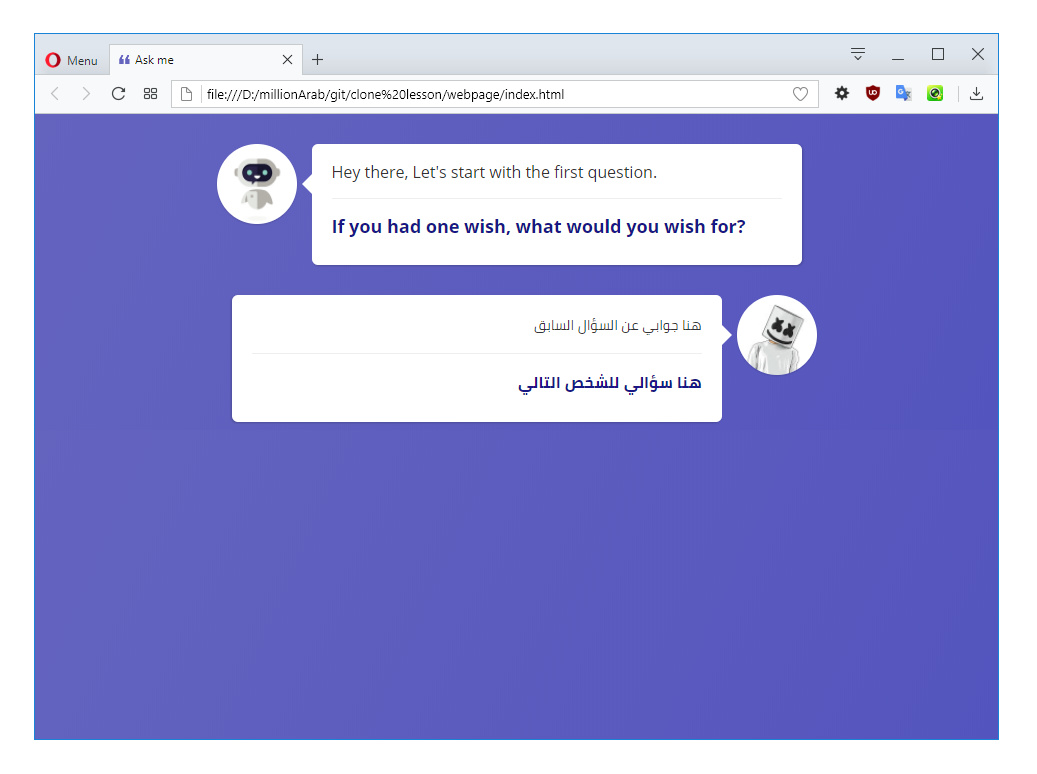 Menu
Ask me
file:///D:/millionArab/git/clone%20lesson/webpage/index.html
Hey there, Let's start with the first question.
If you had one wish, what would you wish for?
هنا جوابي عن السؤال السابق
هنا سؤالي للشخص التالي